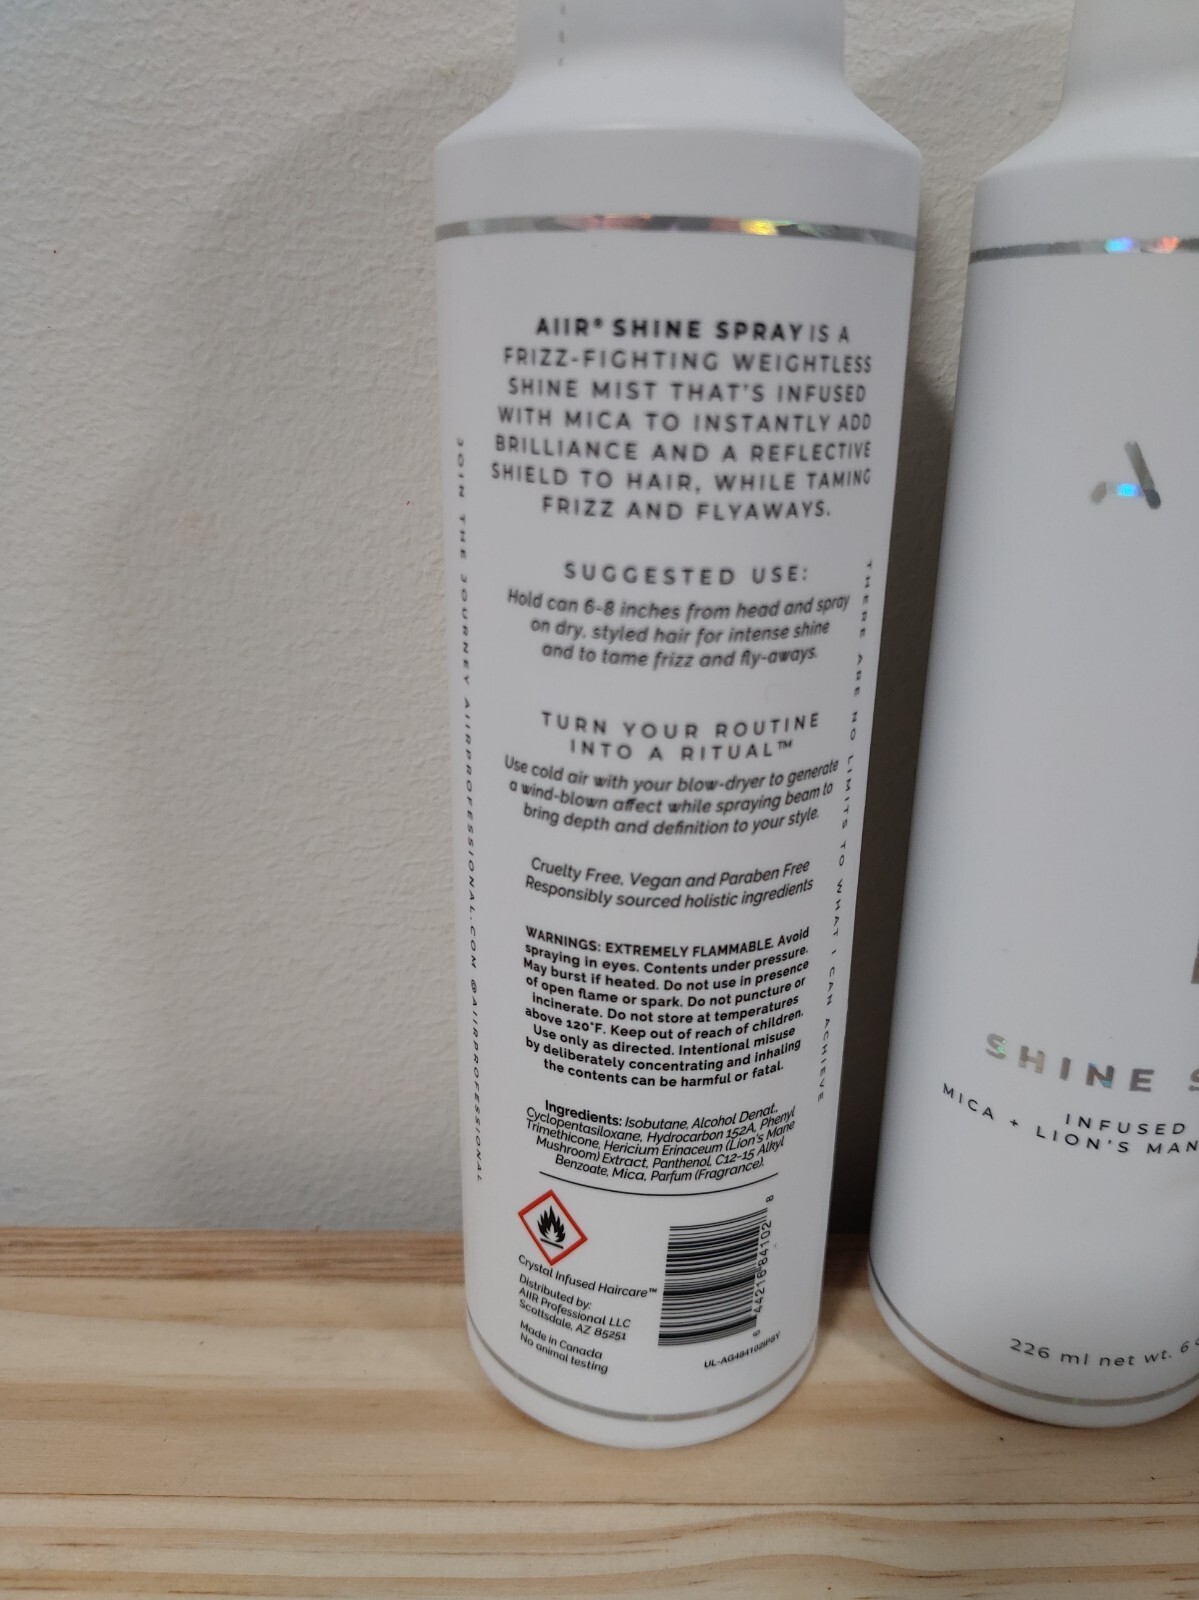 AIIR® SHINE SPRAY IS A
FRIZZ-FIGHTING WEIGHTLESS
SHINE MIST THAT'S INFUSED
WITH MICA TO INSTANTLY ADD
BRILLIANCE AND A REFLECTIVE
SHIELD TO HAIR, WHILE TAMING
FRIZZ AND FLYAWAYS.
SUGGESTED USE:
Hold can 6-8 inches from head and spray
on dry, styled hair for intense shine
and to tame frizz and fly-aways.
TURN YOUR ROUTINE
INTO A RITUAL™
Use cold air with your blow-dryer to generate
a wind-blown affect while spraying beam to
bring depth and definition to your style.
Cruelty Free, Vegan and Paraben Free
Responsibly sourced holistic ingredients
WARNINGS: EXTREMELY FLAMMABLE. Avoid
spraying in eyes. Contents under pressure.
May burst if heated. Do not use in presence
of open flame or spark. Do not puncture or
incinerate. Do not store at temperatures
above 120°F. Keep out of reach of children.
Use only as directed. Intentional misuse
by deliberately concentrating and inhaling
the contents can be harmful or fatal.
Ingredients: Isobutane, Alcohol Denat.,
Cyclopentasiloxane, Hydrocarbon 152A, Phenyl
Trimethicone, Hericium Erinaceum (Lion's Mane
Mushroom) Extract, Panthenol, C12-15 Alkyl
Benzoate, Mica, Parfum (Fragrance).
Crystal Infused Haircare™
Distributed by:
AIIR Professional LLC
Scottsdale, AZ 85251
Made in Canada
No animal testing
44216 84102 8
JOIN THE JOURNEY AIIRPROFESSIONAL.COM @AIIRPROFESSIONAL
THERE ARE NO LIMITS TO WHAT I CAN ACHIEVE
A
SHINE S
INFUSED
MICA + LION'S MAN
226 ml net wt. 6